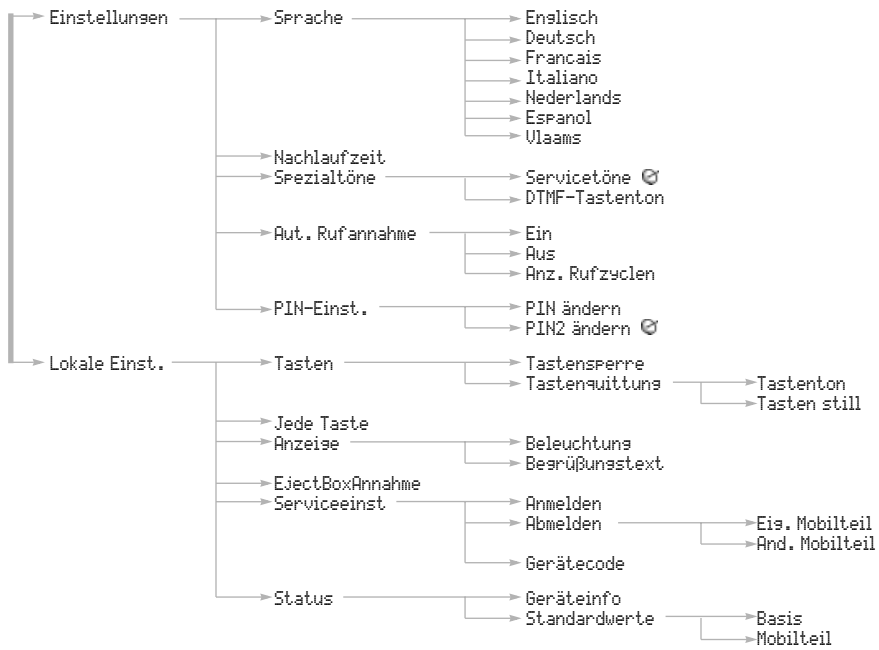 Einstellungen Sprache Englisch
Deutsch
Francais
Italiano
Nederlands
Espanol
Vlaams
Nachlaufzeit
Spezialtöne Servicetöne
DTMF-Tastenton
Aut. Rufannahme Ein
Aus
Anz. Rufzyclen
PIN-Einst. PIN ändern
PIN2 ändern
Lokale Einst. Tasten Tastensperre
Tastenquittung Tastenton
Tasten still
Jede Taste
Anzeige Beleuchtung
Begrüßungstext
EjectBoxAnnahme
Serviceeinst Anmelden
Abmelden Eig. Mobilteil
And. Mobilteil
Gerätecode
Status Geräteinfo
Standardwerte Basis
Mobilteil